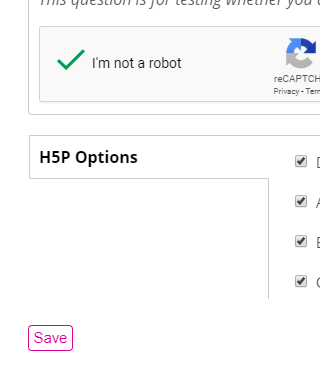 This question is for testing whether you
I'm not a robot
reCAPTCH
Privacy - Term
H5P Options
Save